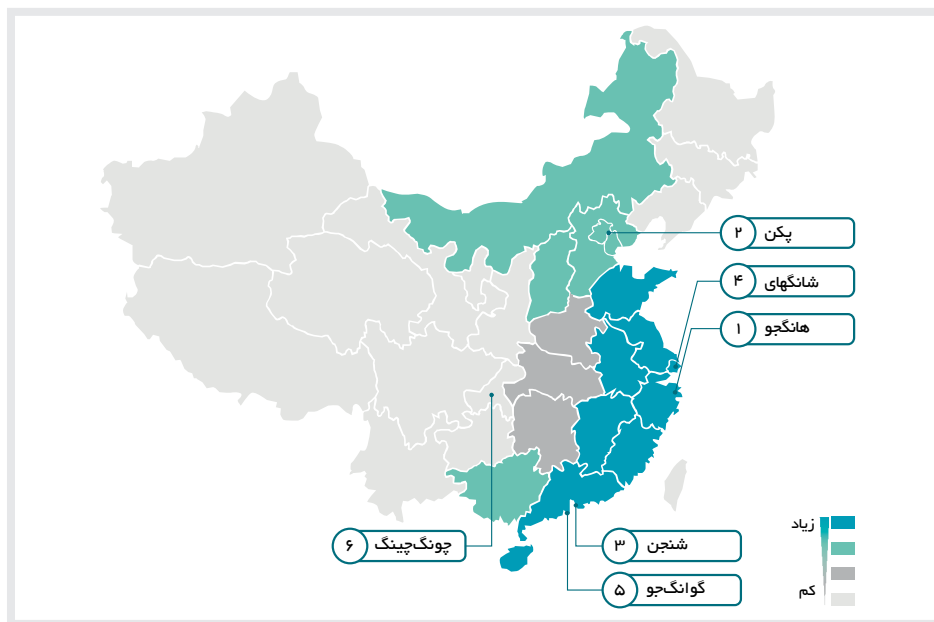 پکن ۲
شانگهای ۴
هانگجو ۱
زیاد
کم
شنجن ۳
چونگ‌چینگ ۶
گوانگ‌جو ۵